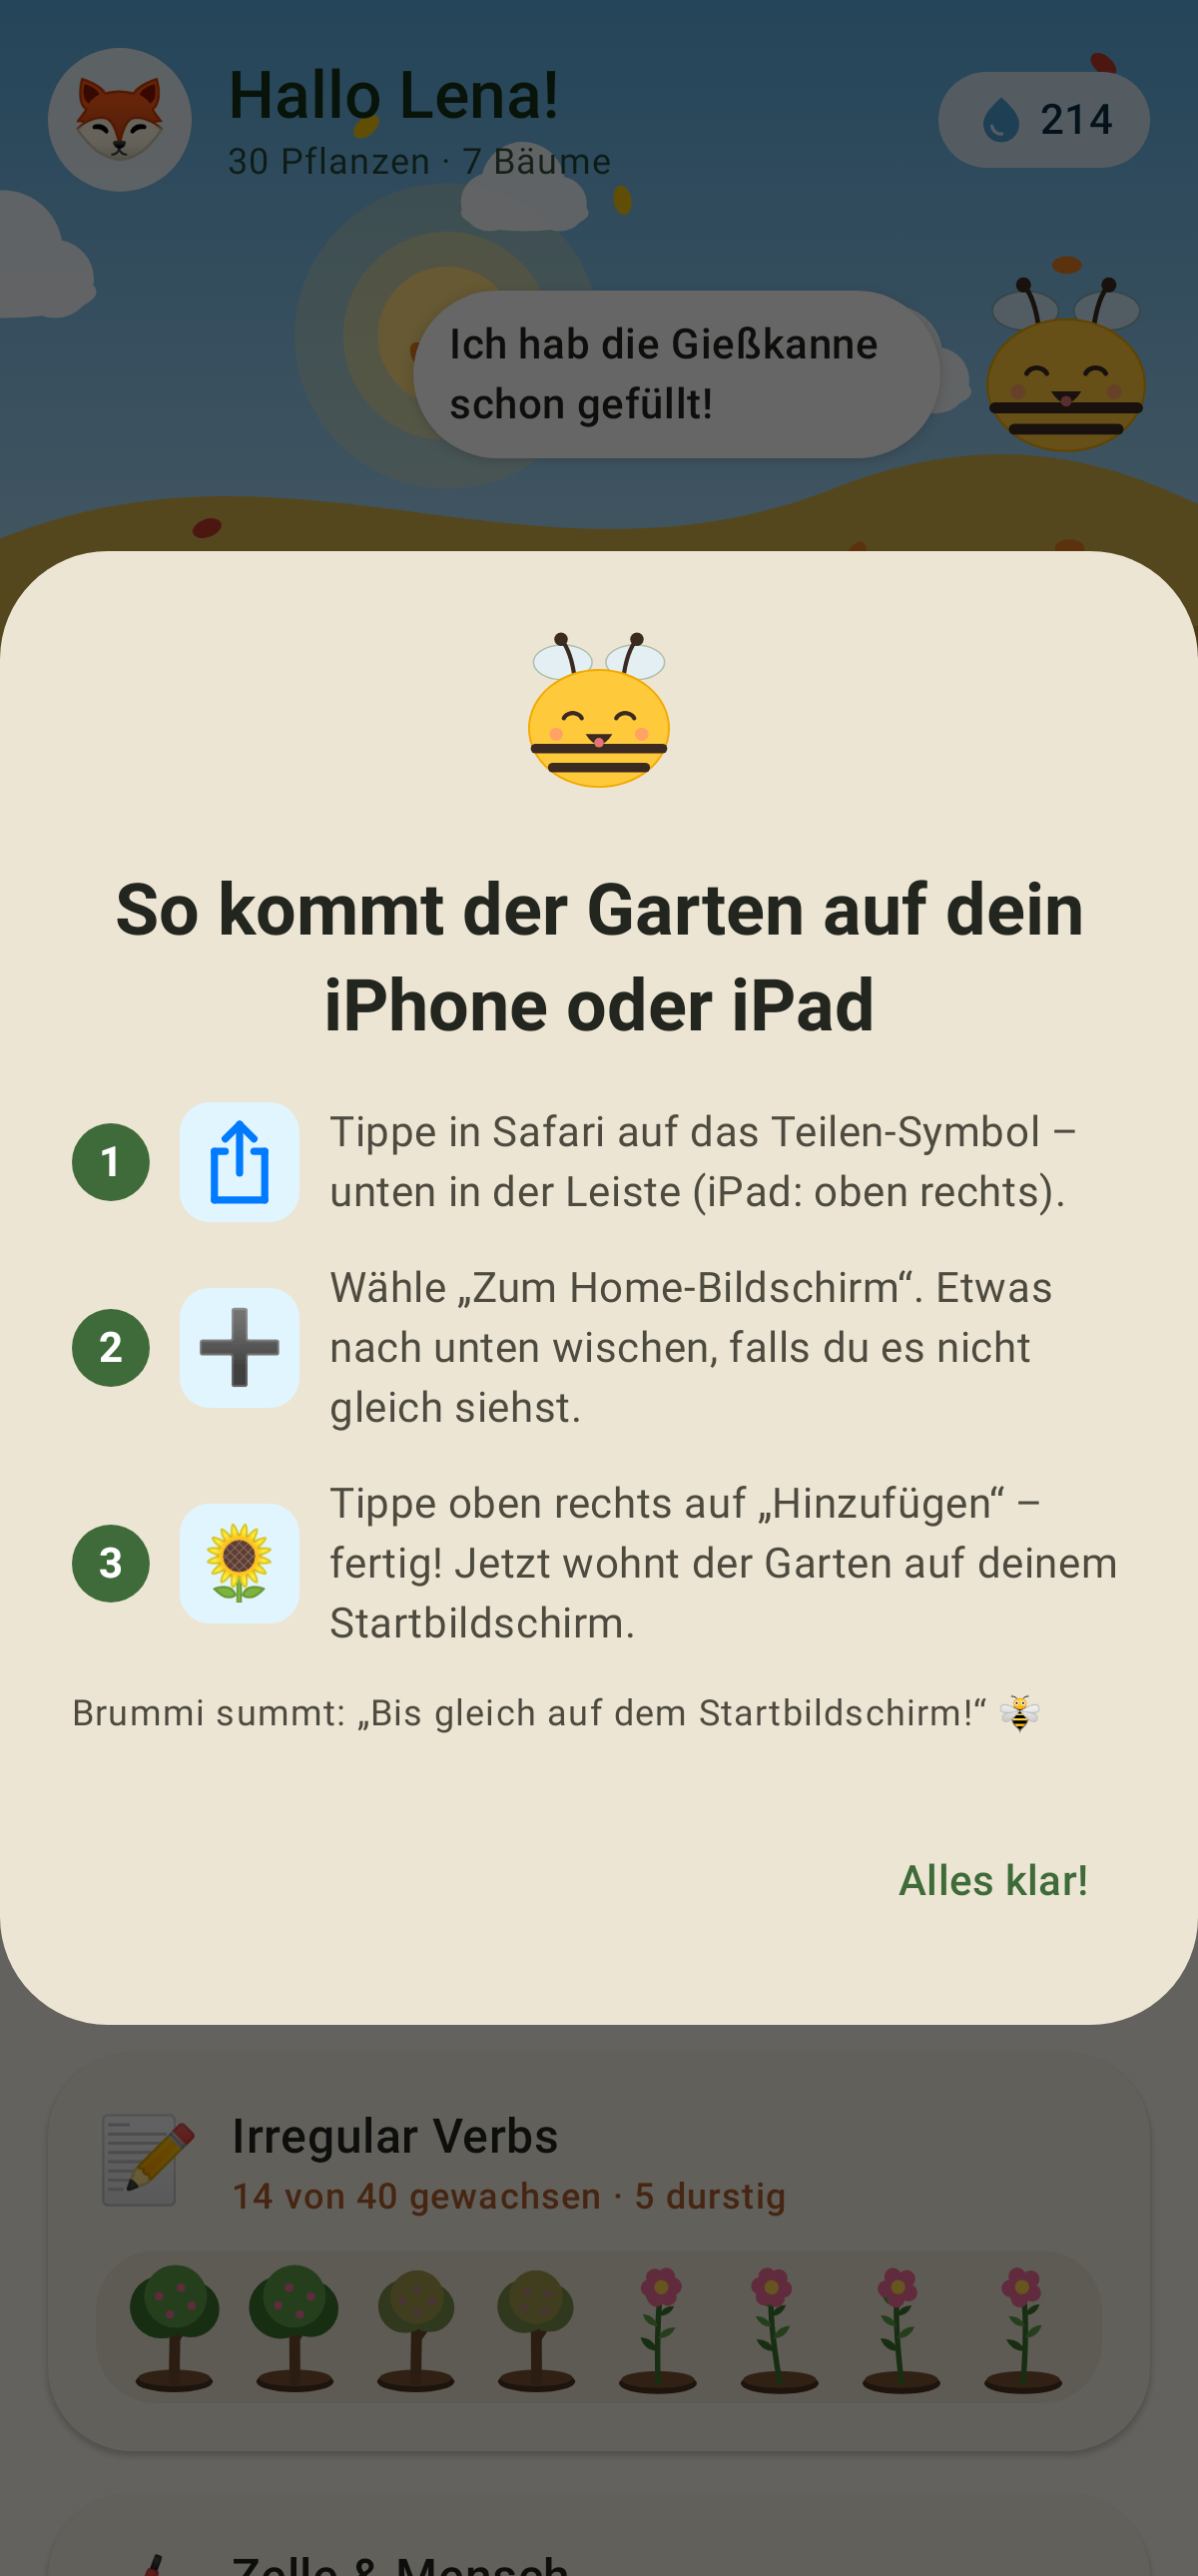 Hallo Lena!
30 Pflanzen · 7 Bäume
214
Ich hab die Gießkanne
schon gefüllt!
So kommt der Garten auf dein
iPhone oder iPad
1
Tippe in Safari auf das Teilen-Symbol –
unten in der Leiste (iPad: oben rechts).
2
Wähle „Zum Home-Bildschirm“. Etwas
nach unten wischen, falls du es nicht
gleich siehst.
3
Tippe oben rechts auf „Hinzufügen“ –
fertig! Jetzt wohnt der Garten auf deinem
Startbildschirm.
Brummi summt: „Bis gleich auf dem Startbildschirm!“
Alles klar!
Irregular Verbs
14 von 40 gewachsen · 5 durstig
Zelle & Mensch